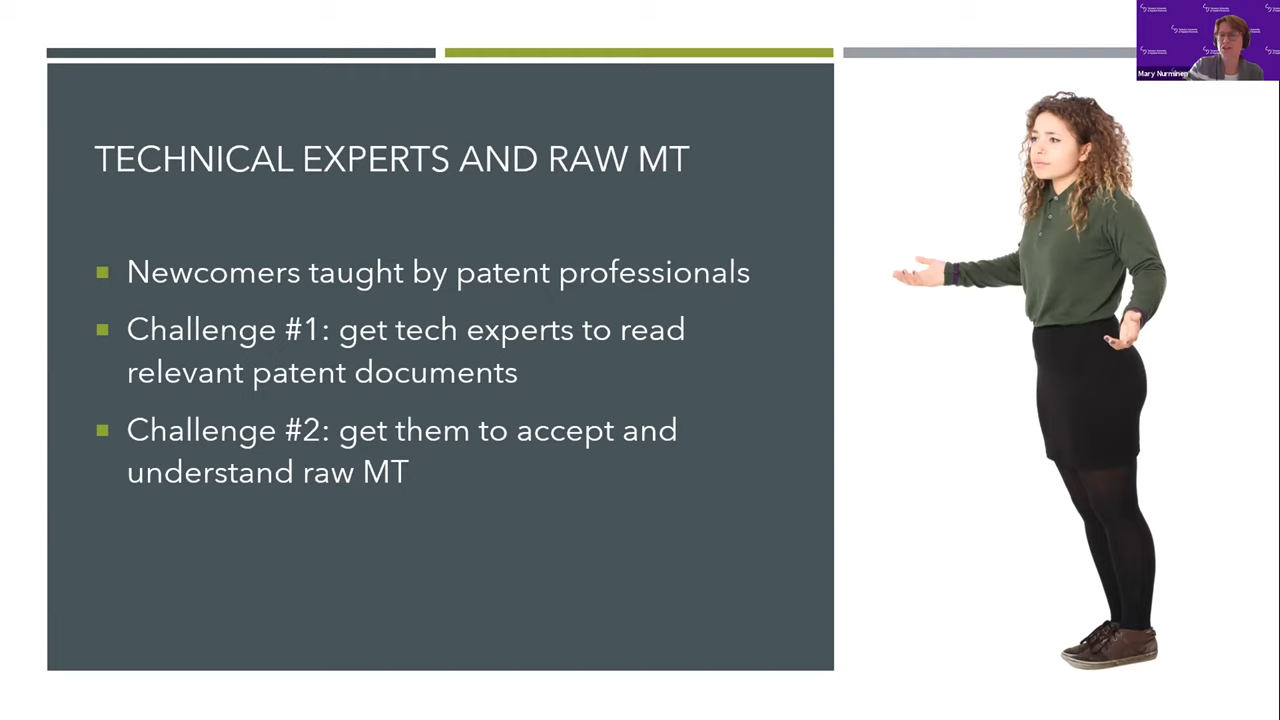 TECHNICAL EXPERTS AND RAW MT
Newcomers taught by patent professionals
Challenge #1: get tech experts to read
relevant patent documents
Challenge #2: get them to accept and
understand raw MT
Mary Nurminen